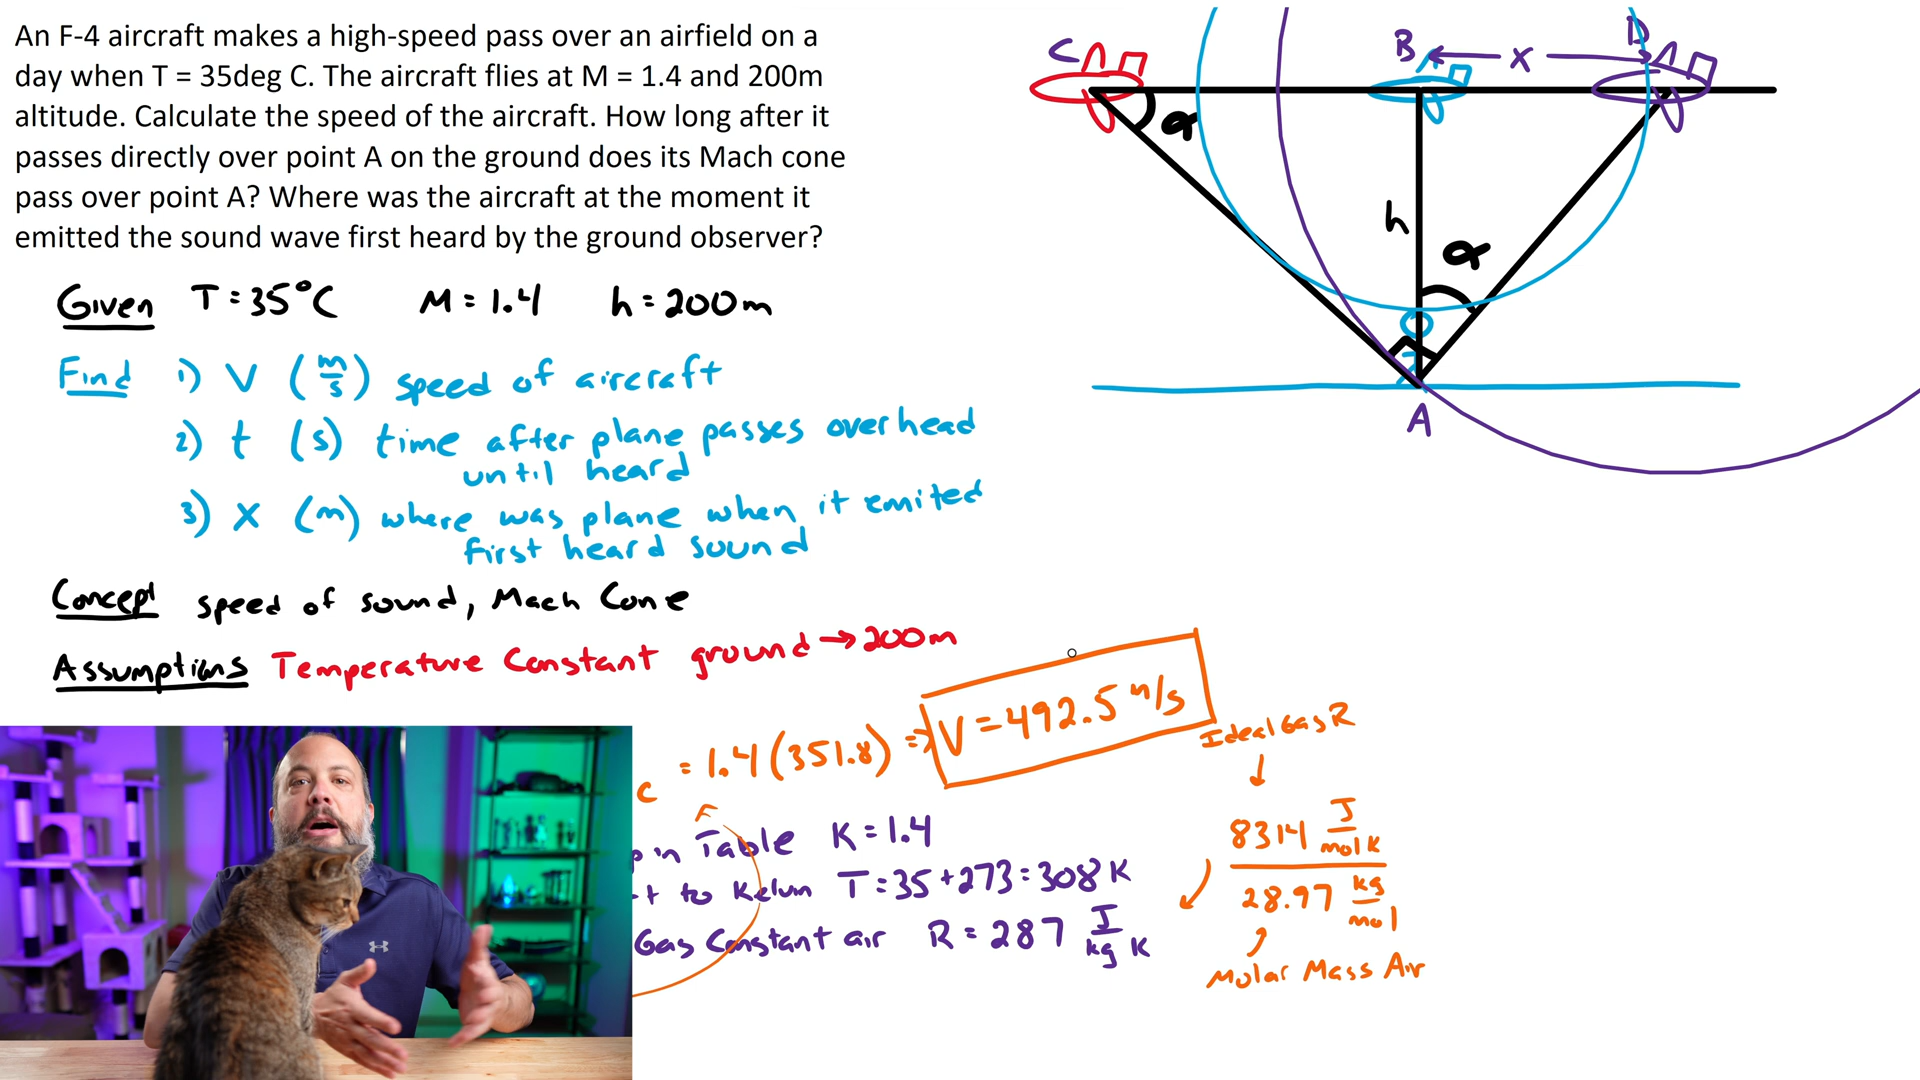 An F-4 aircraft makes a high-speed pass over an airfield on a
day when T = 35deg C. The aircraft flies at M = 1.4 and 200m
altitude. Calculate the speed of the aircraft. How long after it
passes directly over point A on the ground does its Mach cone
pass over point A? Where was the aircraft at the moment it
emitted the sound wave first heard by the ground observer?
Given T = 35°C M = 1.4 h = 200m
Find 1) V (m/s) speed of aircraft
2) t (s) time after plane passes overhead
until heard
3) X (m) where was plane when it emited
first heard sound
Concept speed of sound, Mach Cone
Assumptions Temperature Constant ground → 200m
C = 1.4 (351.8) => V = 492.5 m/s
F
Table K = 1.4
to Kelvin T = 35 + 273 = 308 K
Gas Constant air R = 287 J/kg K
Ideal Gas R
8314 J/mol K
28.97 kg/mol
Molar Mass Air
C B X D
α
h
α
A